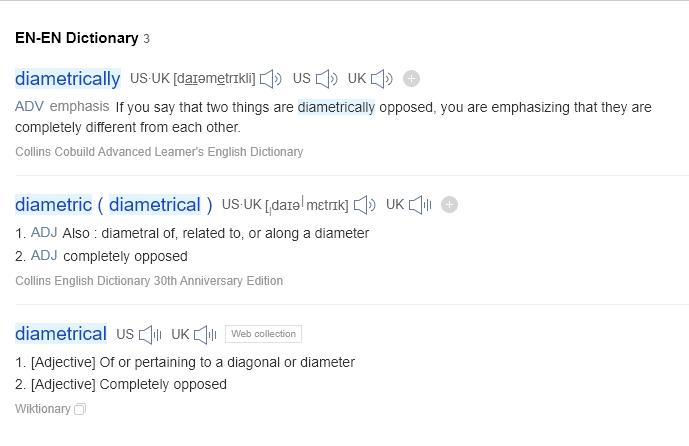 EN-EN Dictionary 3
diametrically US·UK [daɪəmetrɪkli] US UK
ADV emphasis If you say that two things are diametrically opposed, you are emphasizing that they are
completely different from each other.
Collins Cobuild Advanced Learner's English Dictionary
diametric ( diametrical ) US·UK [ˌdaɪəˈmɛtrɪk] UK
1. ADJ Also : diametral of, related to, or along a diameter
2. ADJ completely opposed
Collins English Dictionary 30th Anniversary Edition
diametrical US UK Web collection
1. [Adjective] Of or pertaining to a diagonal or diameter
2. [Adjective] Completely opposed
Wiktionary